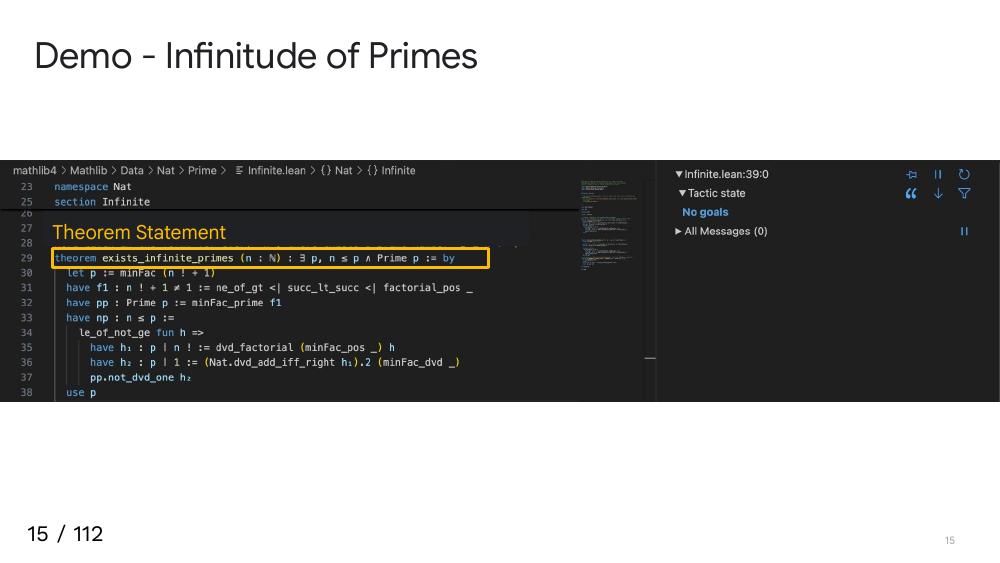 Demo - Infinitude of Primes
mathlib4 > Mathlib > Data > Nat > Prime > Infinite.lean > {} Nat > {} Infinite
23 namespace Nat
25 section Infinite
26
27 Theorem Statement
28
29 theorem exists_infinite_primes (n : ℕ) : ∃ p, n ≤ p ∧ Prime p := by
30 let p := minFac (n ! + 1)
31 have f1 : n ! + 1 ≠ 1 := ne_of_gt <| succ_lt_succ <| factorial_pos _
32 have pp : Prime p := minFac_prime f1
33 have np : n ≤ p :=
34 le_of_not_ge fun h =>
35 have h₁ : p ∣ n ! := dvd_factorial (minFac_pos _) h
36 have h₂ : p ∣ 1 := (Nat.dvd_add_iff_right h₁).2 (minFac_dvd _)
37 pp.not_dvd_one h₂
38 use p
Infinite.lean:39:0
Tactic state
No goals
All Messages (0)
15 / 112
15